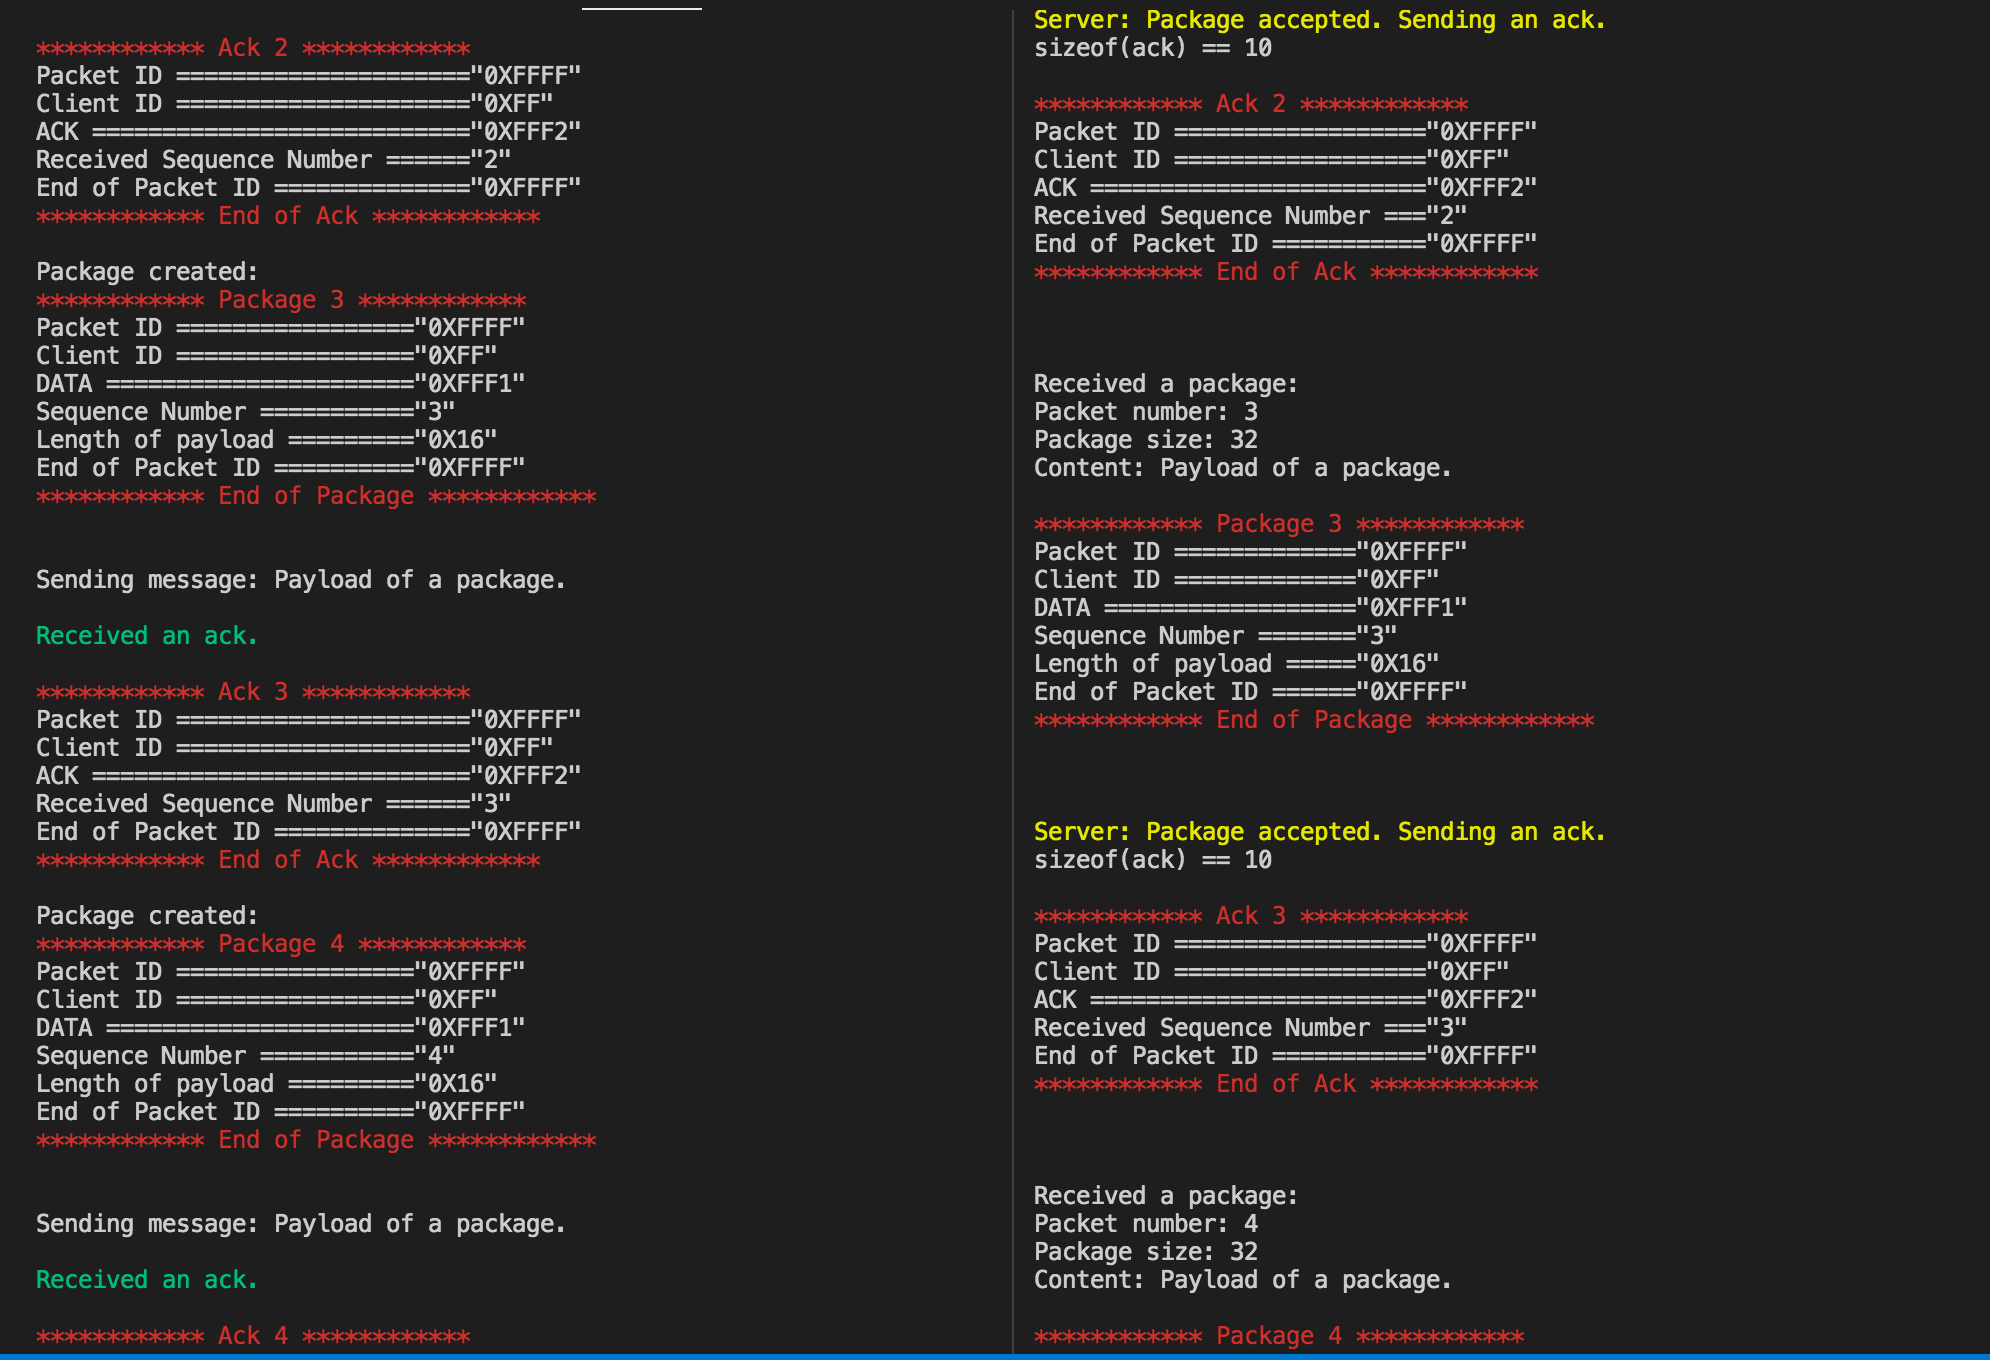 ************ Ack 2 ************
Packet ID ====================="0XFFFF"
Client ID ====================="0XFF"
ACK ==========================="0XFFF2"
Received Sequence Number ======"2"
End of Packet ID =============="0XFFFF"
************ End of Ack ************
Package created:
************ Package 3 ************
Packet ID ================="0XFFFF"
Client ID ================="0XFF"
DATA ======================"0XFFF1"
Sequence Number ==========="3"
Length of payload ========="0X16"
End of Packet ID =========="0XFFFF"
************ End of Package ************
Sending message: Payload of a package.
Received an ack.
************ Ack 3 ************
Packet ID ====================="0XFFFF"
Client ID ====================="0XFF"
ACK ==========================="0XFFF2"
Received Sequence Number ======"3"
End of Packet ID =============="0XFFFF"
************ End of Ack ************
Package created:
************ Package 4 ************
Packet ID ================="0XFFFF"
Client ID ================="0XFF"
DATA ======================"0XFFF1"
Sequence Number ==========="4"
Length of payload ========="0X16"
End of Packet ID =========="0XFFFF"
************ End of Package ************
Sending message: Payload of a package.
Received an ack.
************ Ack 4 ************
Server: Package accepted. Sending an ack.
sizeof(ack) == 10
************ Ack 2 ************
Packet ID =================="0XFFFF"
Client ID =================="0XFF"
ACK ========================"0XFFF2"
Received Sequence Number ==="2"
End of Packet ID ==========="0XFFFF"
************ End of Ack ************
Received a package:
Packet number: 3
Package size: 32
Content: Payload of a package.
************ Package 3 ************
Packet ID ============="0XFFFF"
Client ID ============="0XFF"
DATA =================="0XFFF1"
Sequence Number ======="3"
Length of payload ====="0X16"
End of Packet ID ======"0XFFFF"
************ End of Package ************
Server: Package accepted. Sending an ack.
sizeof(ack) == 10
************ Ack 3 ************
Packet ID =================="0XFFFF"
Client ID =================="0XFF"
ACK ========================"0XFFF2"
Received Sequence Number ==="3"
End of Packet ID ==========="0XFFFF"
************ End of Ack ************
Received a package:
Packet number: 4
Package size: 32
Content: Payload of a package.
************ Package 4 ************